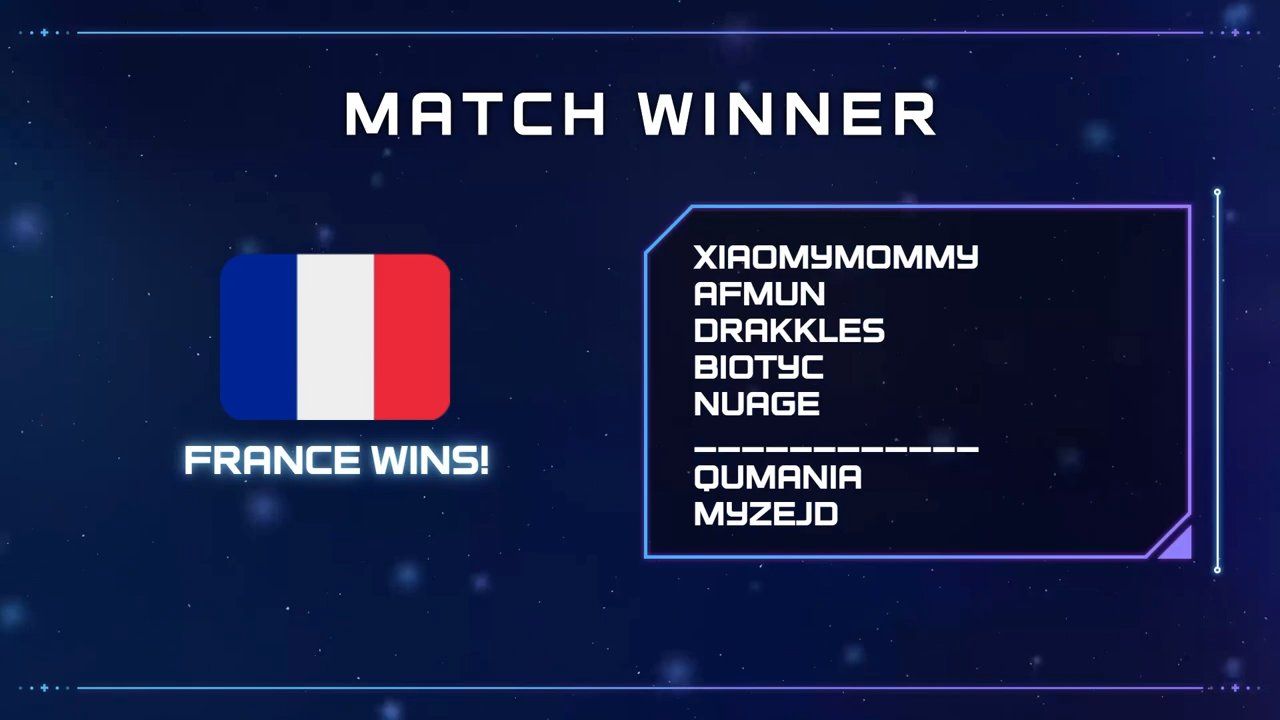 MATCH WINNER
FRANCE WINS!
XIAOMYMOMMY
AFMUN
DRAKKLES
BIOTYC
NUAGE
____________
QUMANIA
MYZEJD